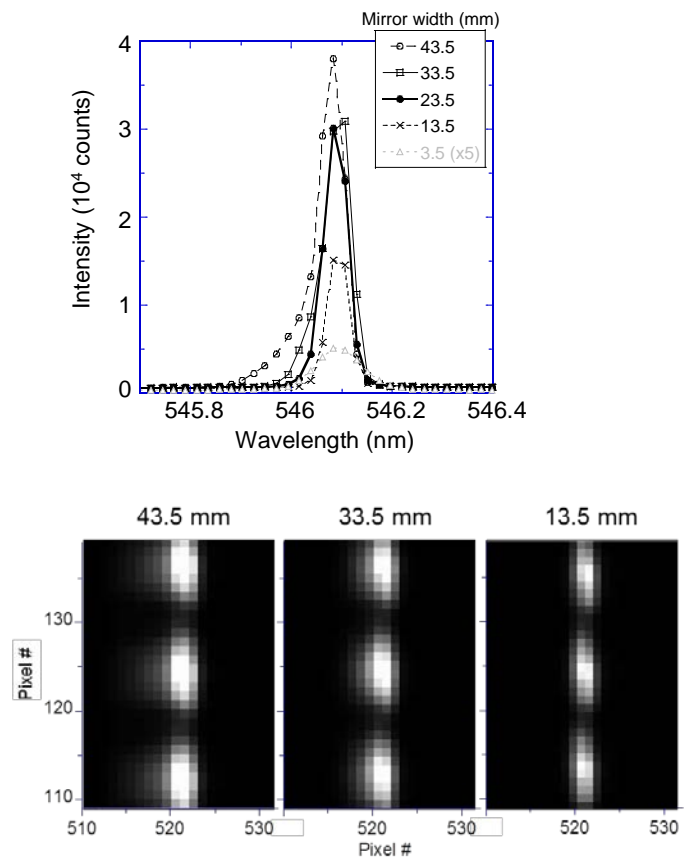 Mirror width (mm)
43.5
33.5
23.5
13.5
3.5 (x5)
4
3
2
1
0
Intensity (10⁴ counts)
545.8 546 546.2 546.4
Wavelength (nm)
43.5 mm 33.5 mm 13.5 mm
130
120
110
Pixel #
510 520 530 520 530 520 530
Pixel #